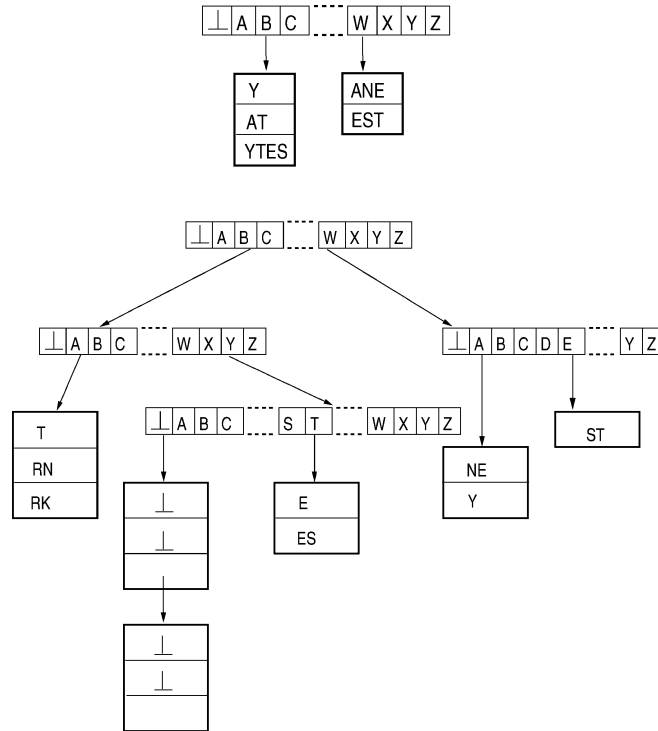 ⊥ A B C W X Y Z
Y ANE
AT EST
YTES
⊥ A B C W X Y Z
⊥ A B C W X Y Z ⊥ A B C D E Y Z
⊥ A B C S T W X Y Z
T ST
RN
RK
NE
Y
⊥ E
⊥ ES
⊥
⊥